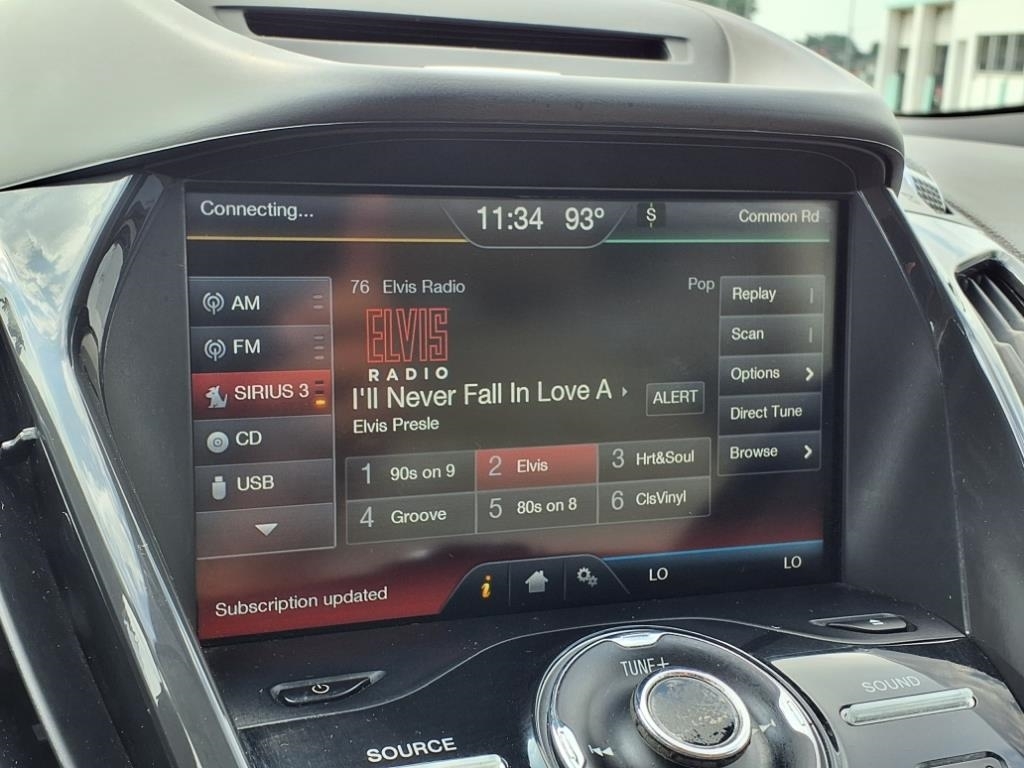 Connecting...
11:34 93° S
Common Rd
AM
FM
SIRIUS 3
CD
USB
76 Elvis Radio
Pop
ELVIS
RADIO
I'll Never Fall In Love A
ALERT
Elvis Presle
1 90s on 9
2 Elvis
3 Hrt&Soul
4 Groove
5 80s on 8
6 ClsVinyl
Replay
Scan
Options
Direct Tune
Browse
Subscription updated
i
LO
LO
TUNE+
SOUND
SOURCE